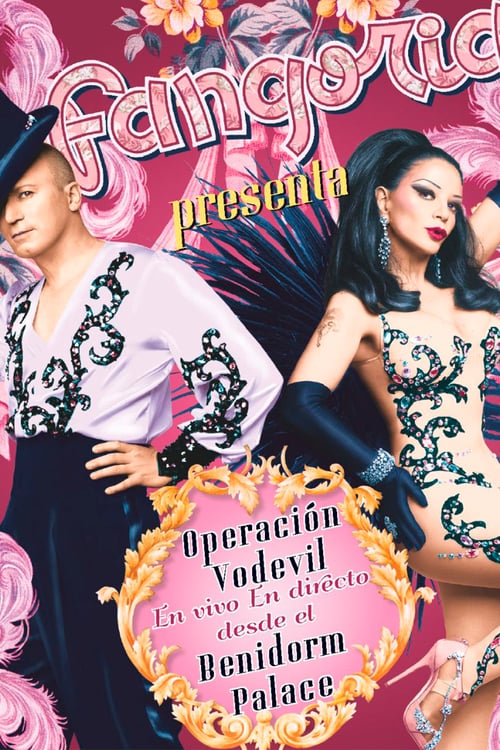 Fangoria
presenta
Operación
Vodevil
En vivo En directo
desde el
Benidorm
Palace